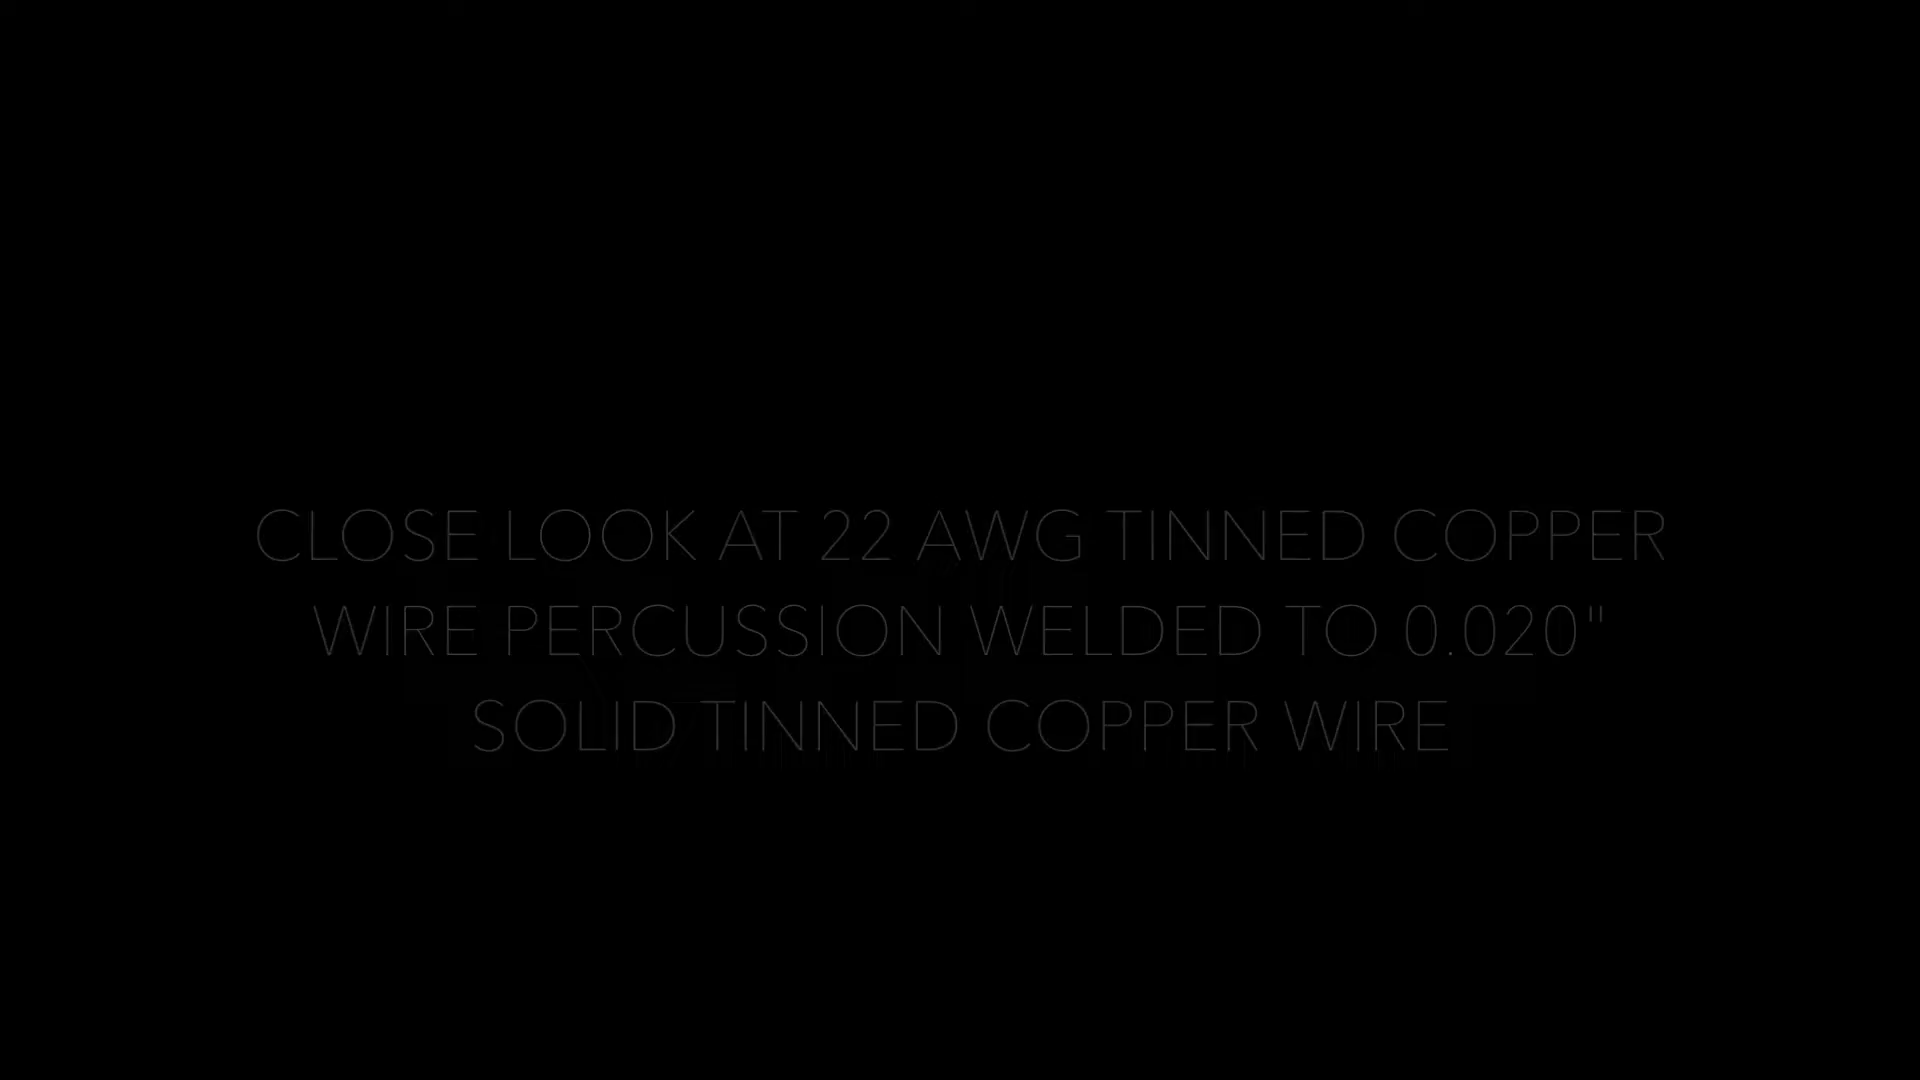 CLOSE LOOK AT 22 AWG TINNED COPPER
WIRE PERCUSSION WELDED TO 0.020"
SOLID TINNED COPPER WIRE